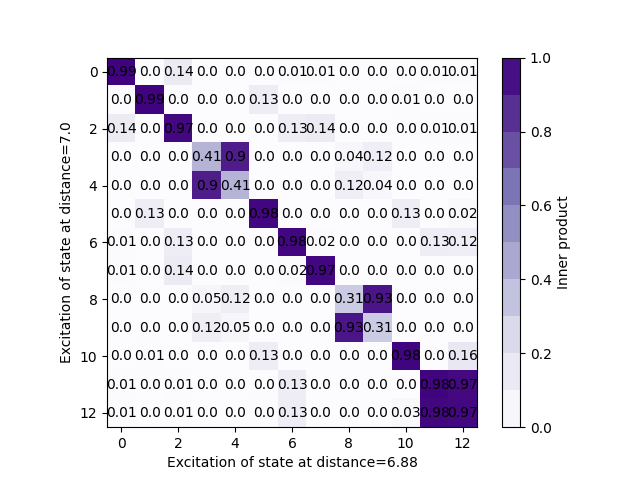 0 0.99 0.0 0.14 0.0 0.0 0.0 0.01 0.01 0.0 0.0 0.0 0.01 0.01
0.0 0.99 0.0 0.0 0.0 0.13 0.0 0.0 0.0 0.0 0.01 0.0 0.0
2 0.14 0.0 0.97 0.0 0.0 0.0 0.13 0.14 0.0 0.0 0.0 0.01 0.01
0.0 0.0 0.0 0.41 0.9 0.0 0.0 0.0 0.04 0.12 0.0 0.0 0.0
4 0.0 0.0 0.0 0.9 0.41 0.0 0.0 0.0 0.12 0.04 0.0 0.0 0.0
0.0 0.13 0.0 0.0 0.0 0.98 0.0 0.0 0.0 0.0 0.13 0.0 0.02
6 0.01 0.0 0.13 0.0 0.0 0.0 0.98 0.02 0.0 0.0 0.0 0.13 0.12
0.01 0.0 0.14 0.0 0.0 0.0 0.02 0.97 0.0 0.0 0.0 0.0 0.0
8 0.0 0.0 0.0 0.05 0.12 0.0 0.0 0.0 0.31 0.93 0.0 0.0 0.0
0.0 0.0 0.0 0.12 0.05 0.0 0.0 0.0 0.93 0.31 0.0 0.0 0.0
10 0.0 0.01 0.0 0.0 0.0 0.13 0.0 0.0 0.0 0.0 0.98 0.0 0.16
0.01 0.0 0.01 0.0 0.0 0.0 0.13 0.0 0.0 0.0 0.0 0.98 0.97
12 0.01 0.0 0.01 0.0 0.0 0.0 0.13 0.0 0.0 0.0 0.03 0.98 0.97
0 2 4 6 8 10 12
Excitation of state at distance=6.88
Excitation of state at distance=7.0
1.0
0.8
0.6
0.4
0.2
0.0
Inner product